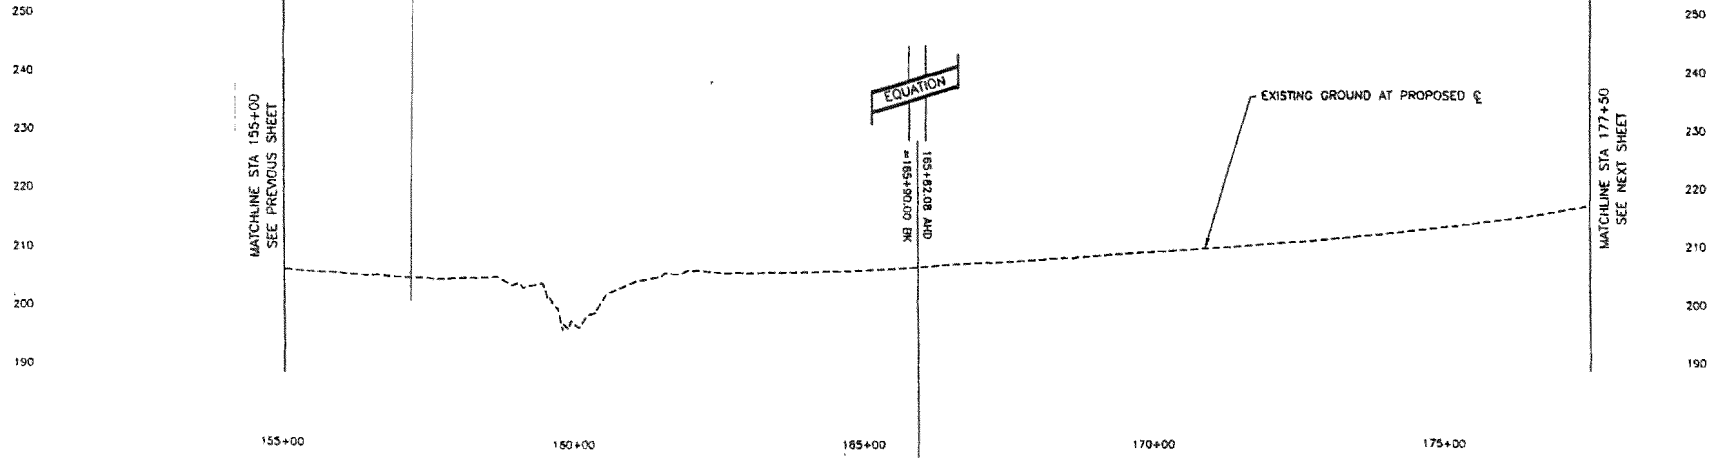 250
250
240
240
230
230
220
220
210
210
200
200
190
190
MATCHLINE STA 155+00
SEE PREVIOUS SHEET
EQUATION
165+82.08 AHD
=165+90.00 BK
EXISTING GROUND AT PROPOSED ℄
MATCHLINE STA 177+50
SEE NEXT SHEET
155+00
160+00
165+00
170+00
175+00